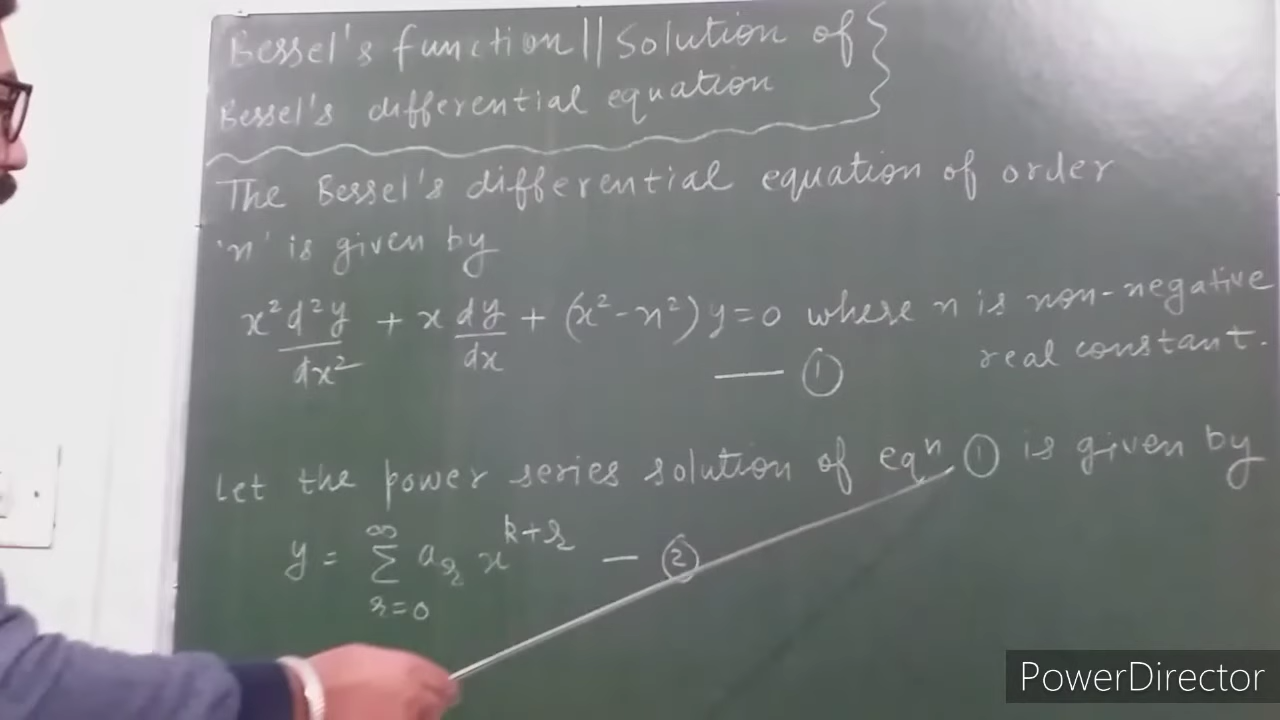 Bessel's function || Solution of
Bessel's differential equation
The Bessel's differential equation of order
'n' is given by
x² d²y/dx² + x dy/dx + (x²-n²)y=0 where n is non-negative
real constant.
— ①
Let the power series solution of eqⁿ ① is given by
y = ∑_{r=0}^{∞} a_r x^{k+r} — ②
PowerDirector